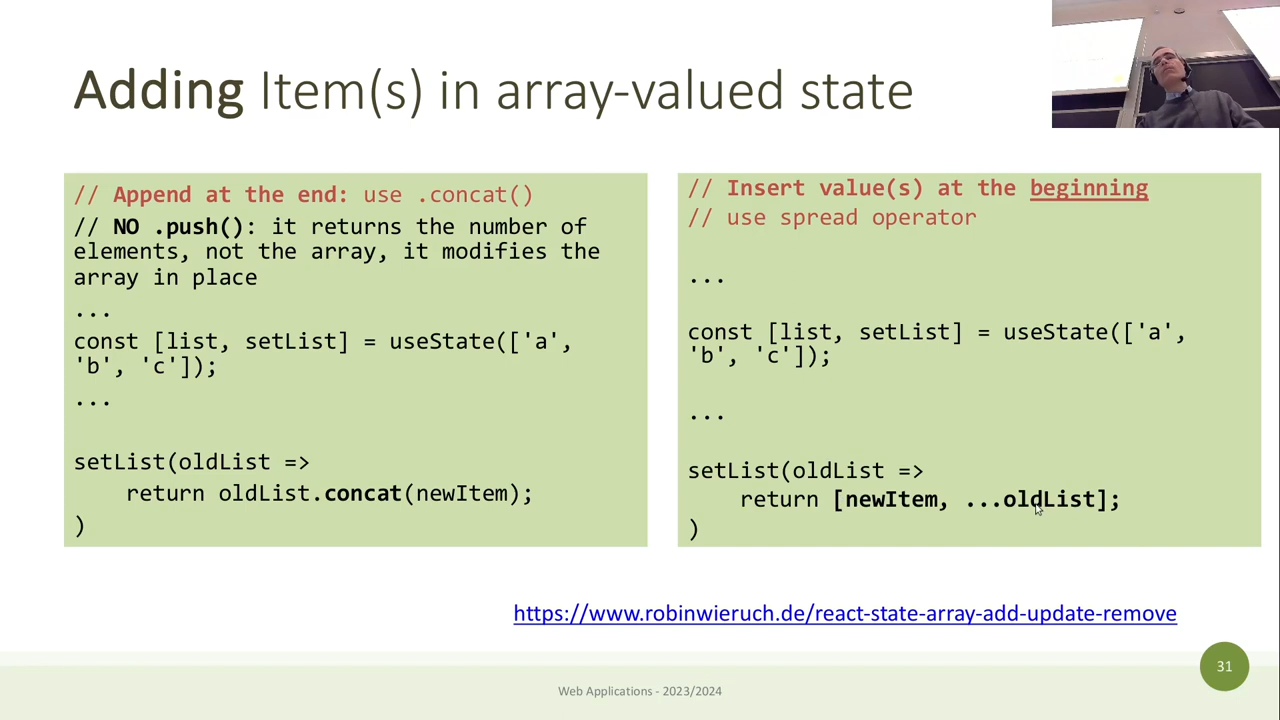 Adding Item(s) in array-valued state
// Append at the end: use .concat()
// NO .push(): it returns the number of
elements, not the array, it modifies the
array in place
...
const [list, setList] = useState(['a',
'b', 'c']);
...
setList(oldList =>
    return oldList.concat(newItem);
)
// Insert value(s) at the beginning
// use spread operator
...
const [list, setList] = useState(['a',
'b', 'c']);
...
setList(oldList =>
    return [newItem, ...oldList];
)
https://www.robinwieruch.de/react-state-array-add-update-remove
Web Applications - 2023/2024
31